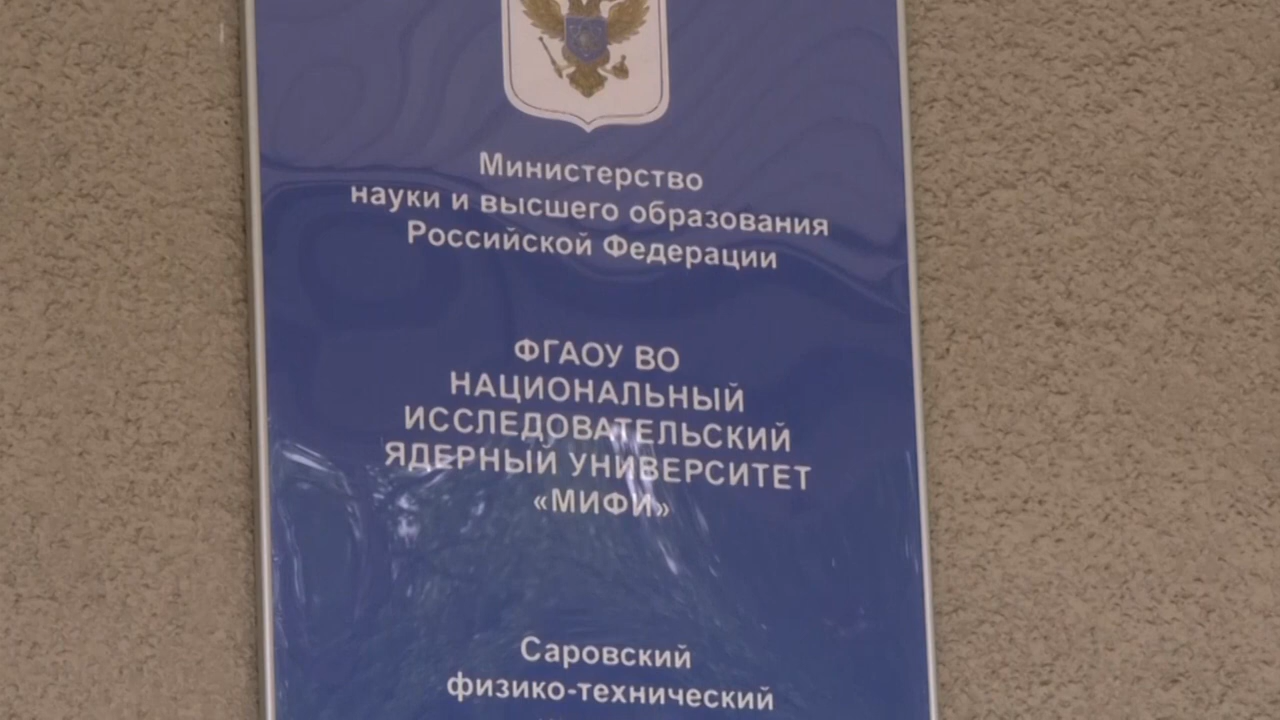 Министерство
науки и высшего образования
Российской Федерации
ФГАОУ ВО
НАЦИОНАЛЬНЫЙ
ИССЛЕДОВАТЕЛЬСКИЙ
ЯДЕРНЫЙ УНИВЕРСИТЕТ
«МИФИ»
Саровский
физико-технический